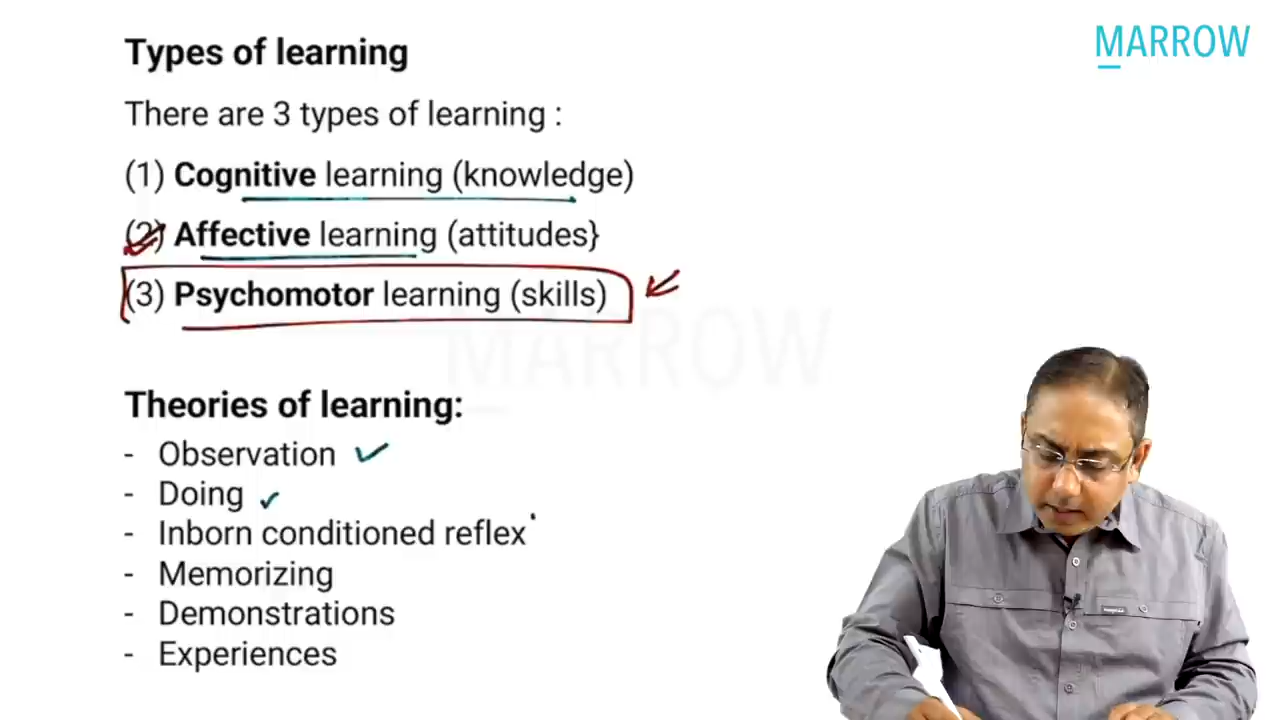 MARROW
Types of learning
There are 3 types of learning :
(1) Cognitive learning (knowledge)
(2) Affective learning (attitudes}
(3) Psychomotor learning (skills)
MARROW
Theories of learning:
- Observation
- Doing
- Inborn conditioned reflex
- Memorizing
- Demonstrations
- Experiences